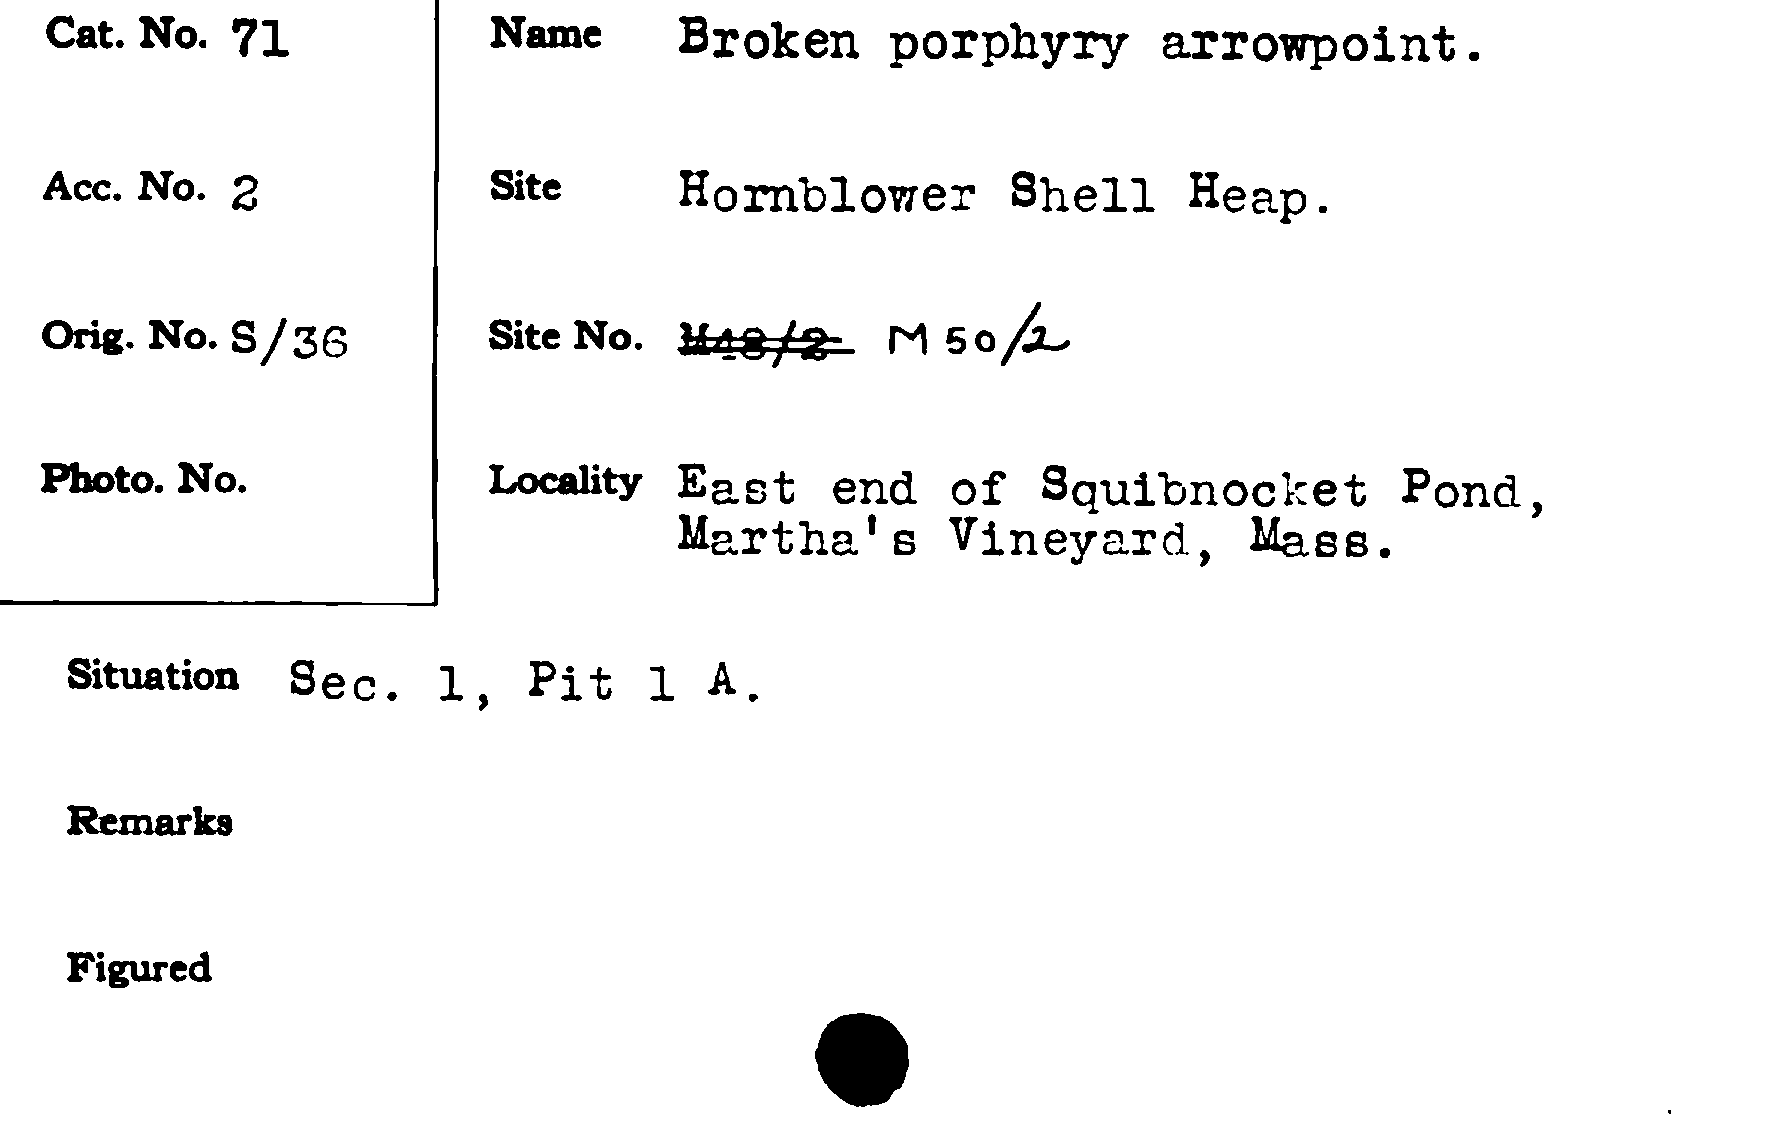 Cat. No. 71
Name Broken porphyry arrowpoint.
Acc. No. 2
Site Hornblower Shell Heap.
Orig. No. S/36
Site No. M48/2 M50/2
Photo. No.
Locality East end of Squibnocket Pond,
Martha's Vineyard, Mass.
Situation Sec. 1, Pit 1 A.
Remarks
Figured